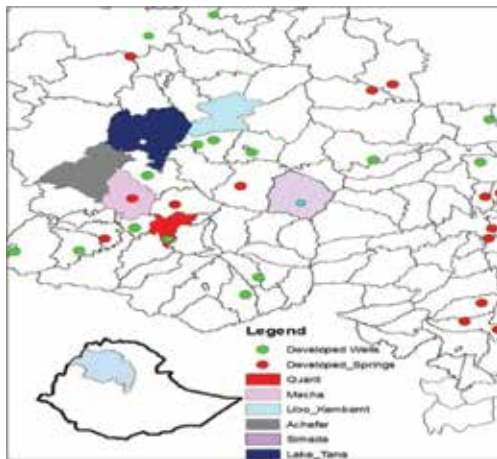 Legend
Developed Wells
Developed_Springs
Quarit
Mecha
Libo_Kemkemt
Achefer
Simada
Lake_Tana